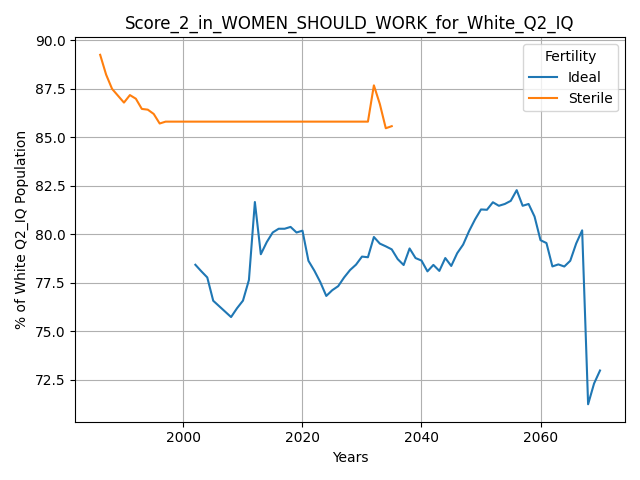 Score_2_in_WOMEN_SHOULD_WORK_for_White_Q2_IQ
Fertility
Ideal
Sterile
% of White Q2_IQ Population
90.0
87.5
85.0
82.5
80.0
77.5
75.0
72.5
2000
2020
2040
2060
Years